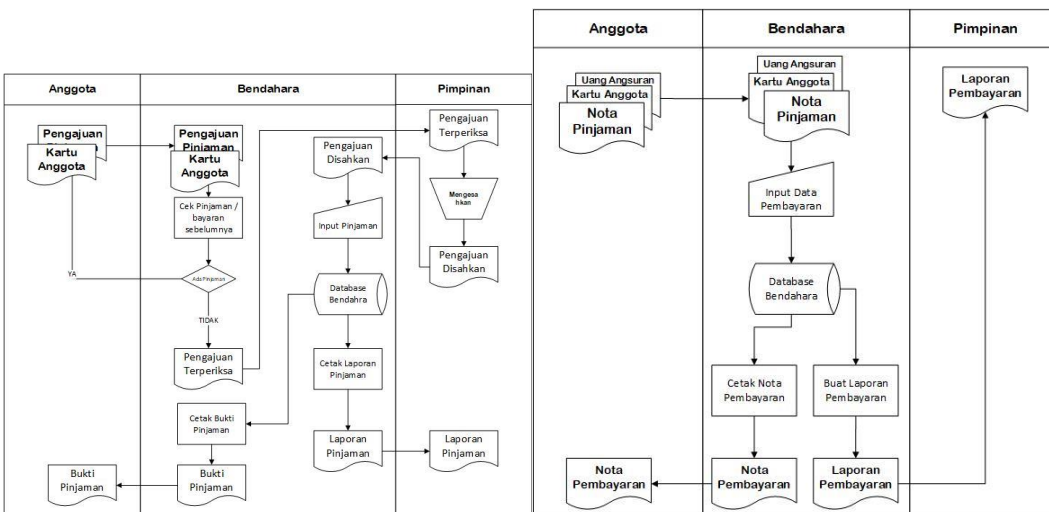 Anggota
Bendahara
Pimpinan
Pengajuan
Kartu
Anggota
Pengajuan
Pinjaman
Kartu
Anggota
Cek Pinjaman /
bayaran
sebelumnya
Ada Pinjaman
YA
TIDAK
Pengajuan
Terperiksa
Cetak Bukti
Pinjaman
Bukti
Pinjaman
Bukti
Pinjaman
Pengajuan
Disahkan
Input Pinjaman
Database
Bendahra
Cetak Laporan
Pinjaman
Laporan
Pinjaman
Pengajuan
Terperiksa
Mengesa
hkan
Pengajuan
Disahkan
Laporan
Pinjaman
Anggota
Bendahara
Pimpinan
Uang Angsuran
Kartu Anggota
Nota
Pinjaman
Uang Angsuran
Kartu Anggota
Nota
Pinjaman
Input Data
Pembayaran
Database
Bendahara
Cetak Nota
Pembayaran
Buat Laporan
Pembayaran
Nota
Pembayaran
Nota
Pembayaran
Laporan
Pembayaran
Laporan
Pembayaran